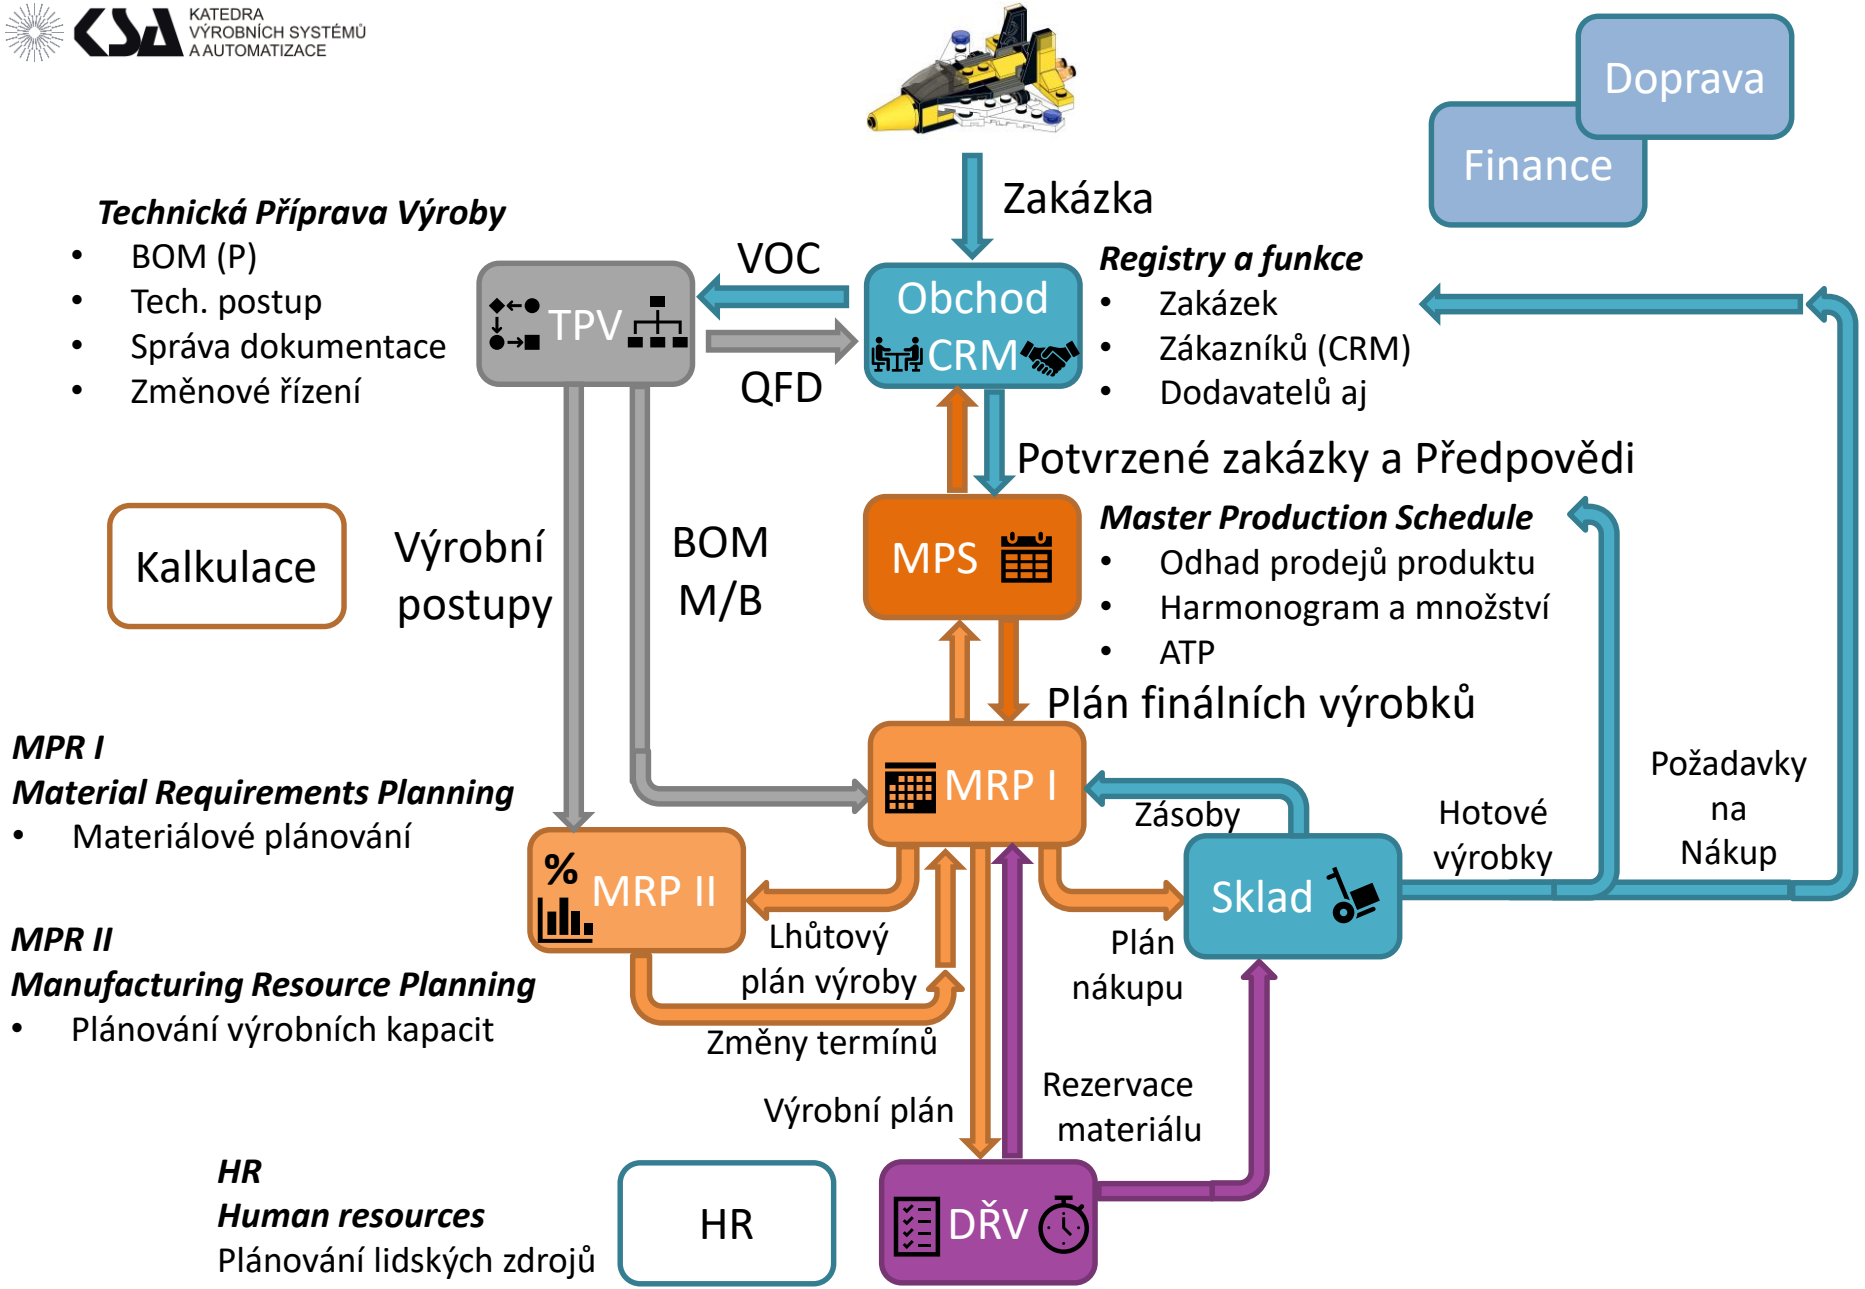 KSA
KATEDRA
VÝROBNÍCH SYSTÉMŮ
A AUTOMATIZACE
Doprava
Finance
Zakázka
Technická Příprava Výroby
• BOM (P)
• Tech. postup
• Správa dokumentace
• Změnové řízení
VOC
TPV
QFD
Obchod
CRM
Registry a funkce
• Zakázek
• Zákazníků (CRM)
• Dodavatelů aj
Potvrzené zakázky a Předpovědi
Kalkulace
Výrobní
postupy
BOM
M/B
MPS
Master Production Schedule
• Odhad prodejů produktu
• Harmonogram a množství
• ATP
Plán finálních výrobků
MPR I
Material Requirements Planning
• Materiálové plánování
MRP I
Zásoby
Hotové
výrobky
Požadavky
na
Nákup
%
MRP II
Sklad
Lhůtový
plán výroby
Plán
nákupu
MPR II
Manufacturing Resource Planning
• Plánování výrobních kapacit
Změny termínů
Výrobní plán
Rezervace
materiálu
HR
Human resources
Plánování lidských zdrojů
HR
DŘV